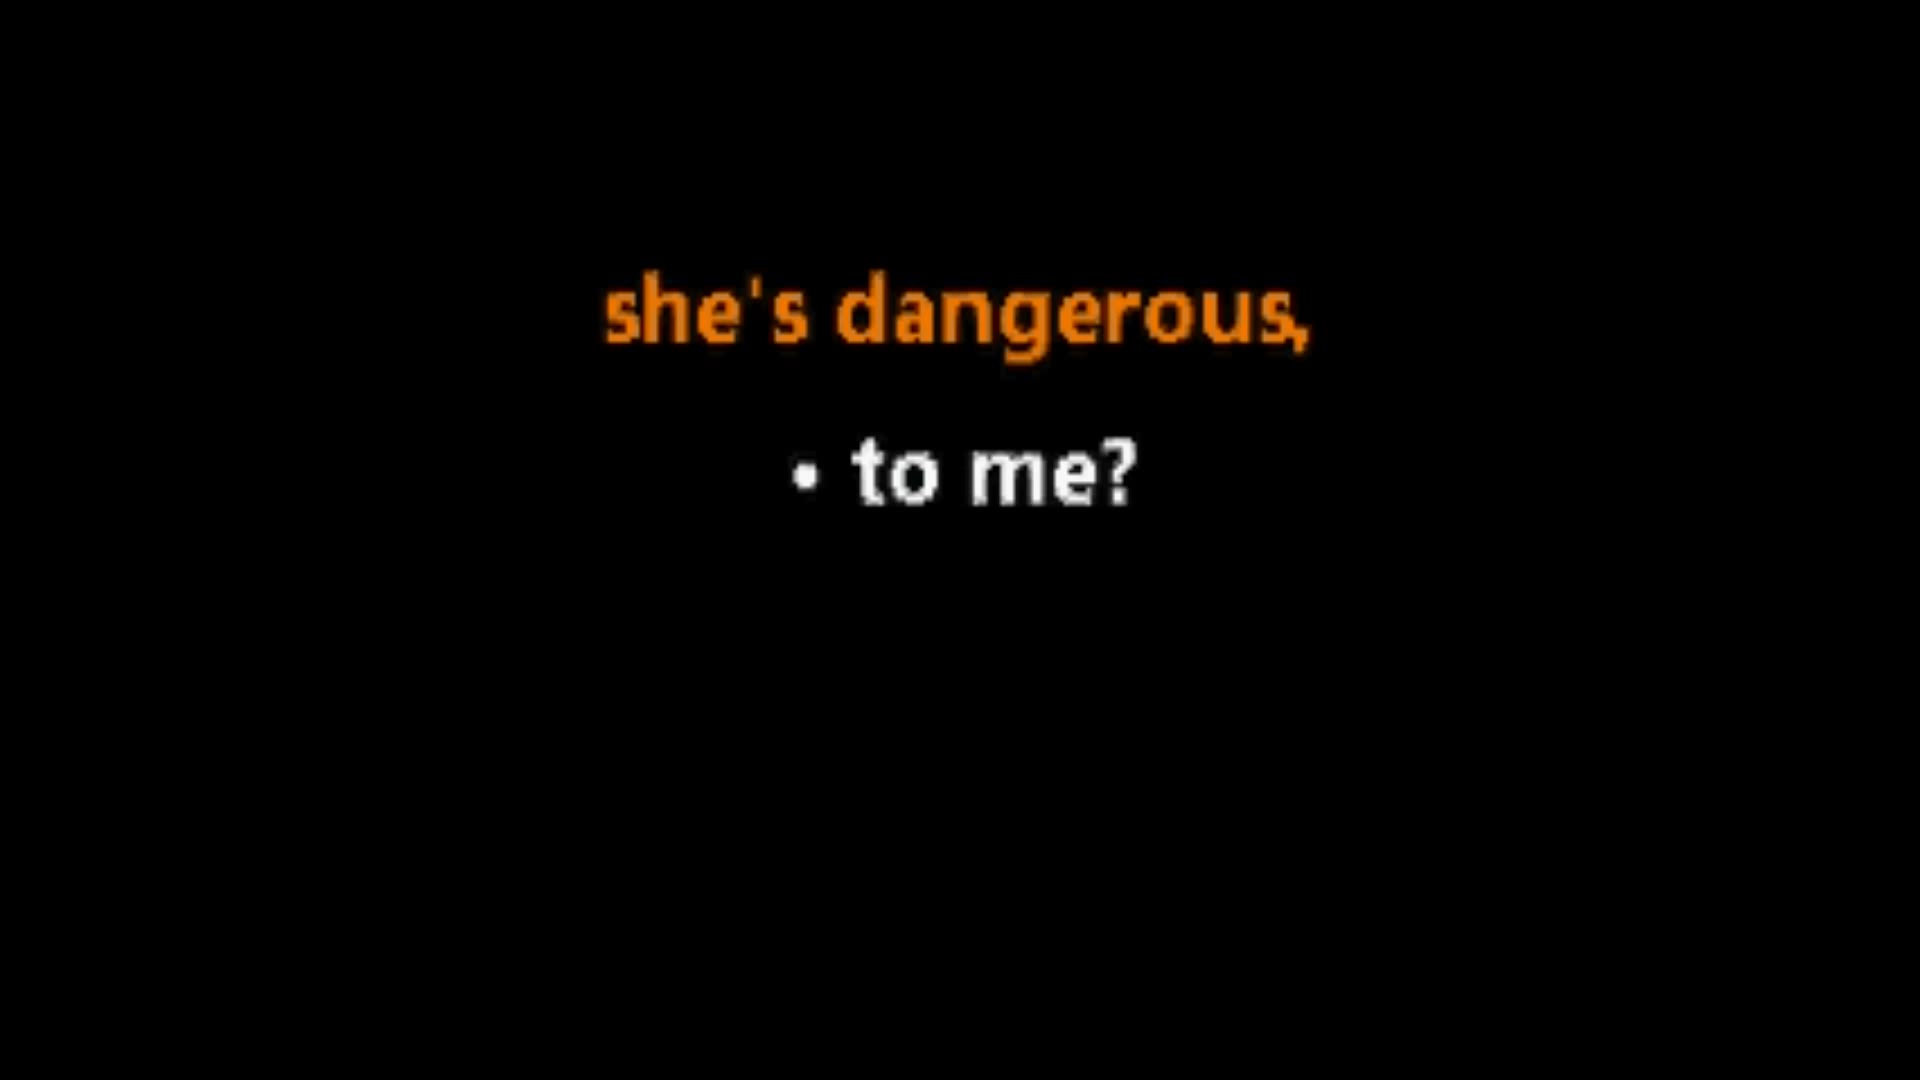 she's dangerous,
• to me?